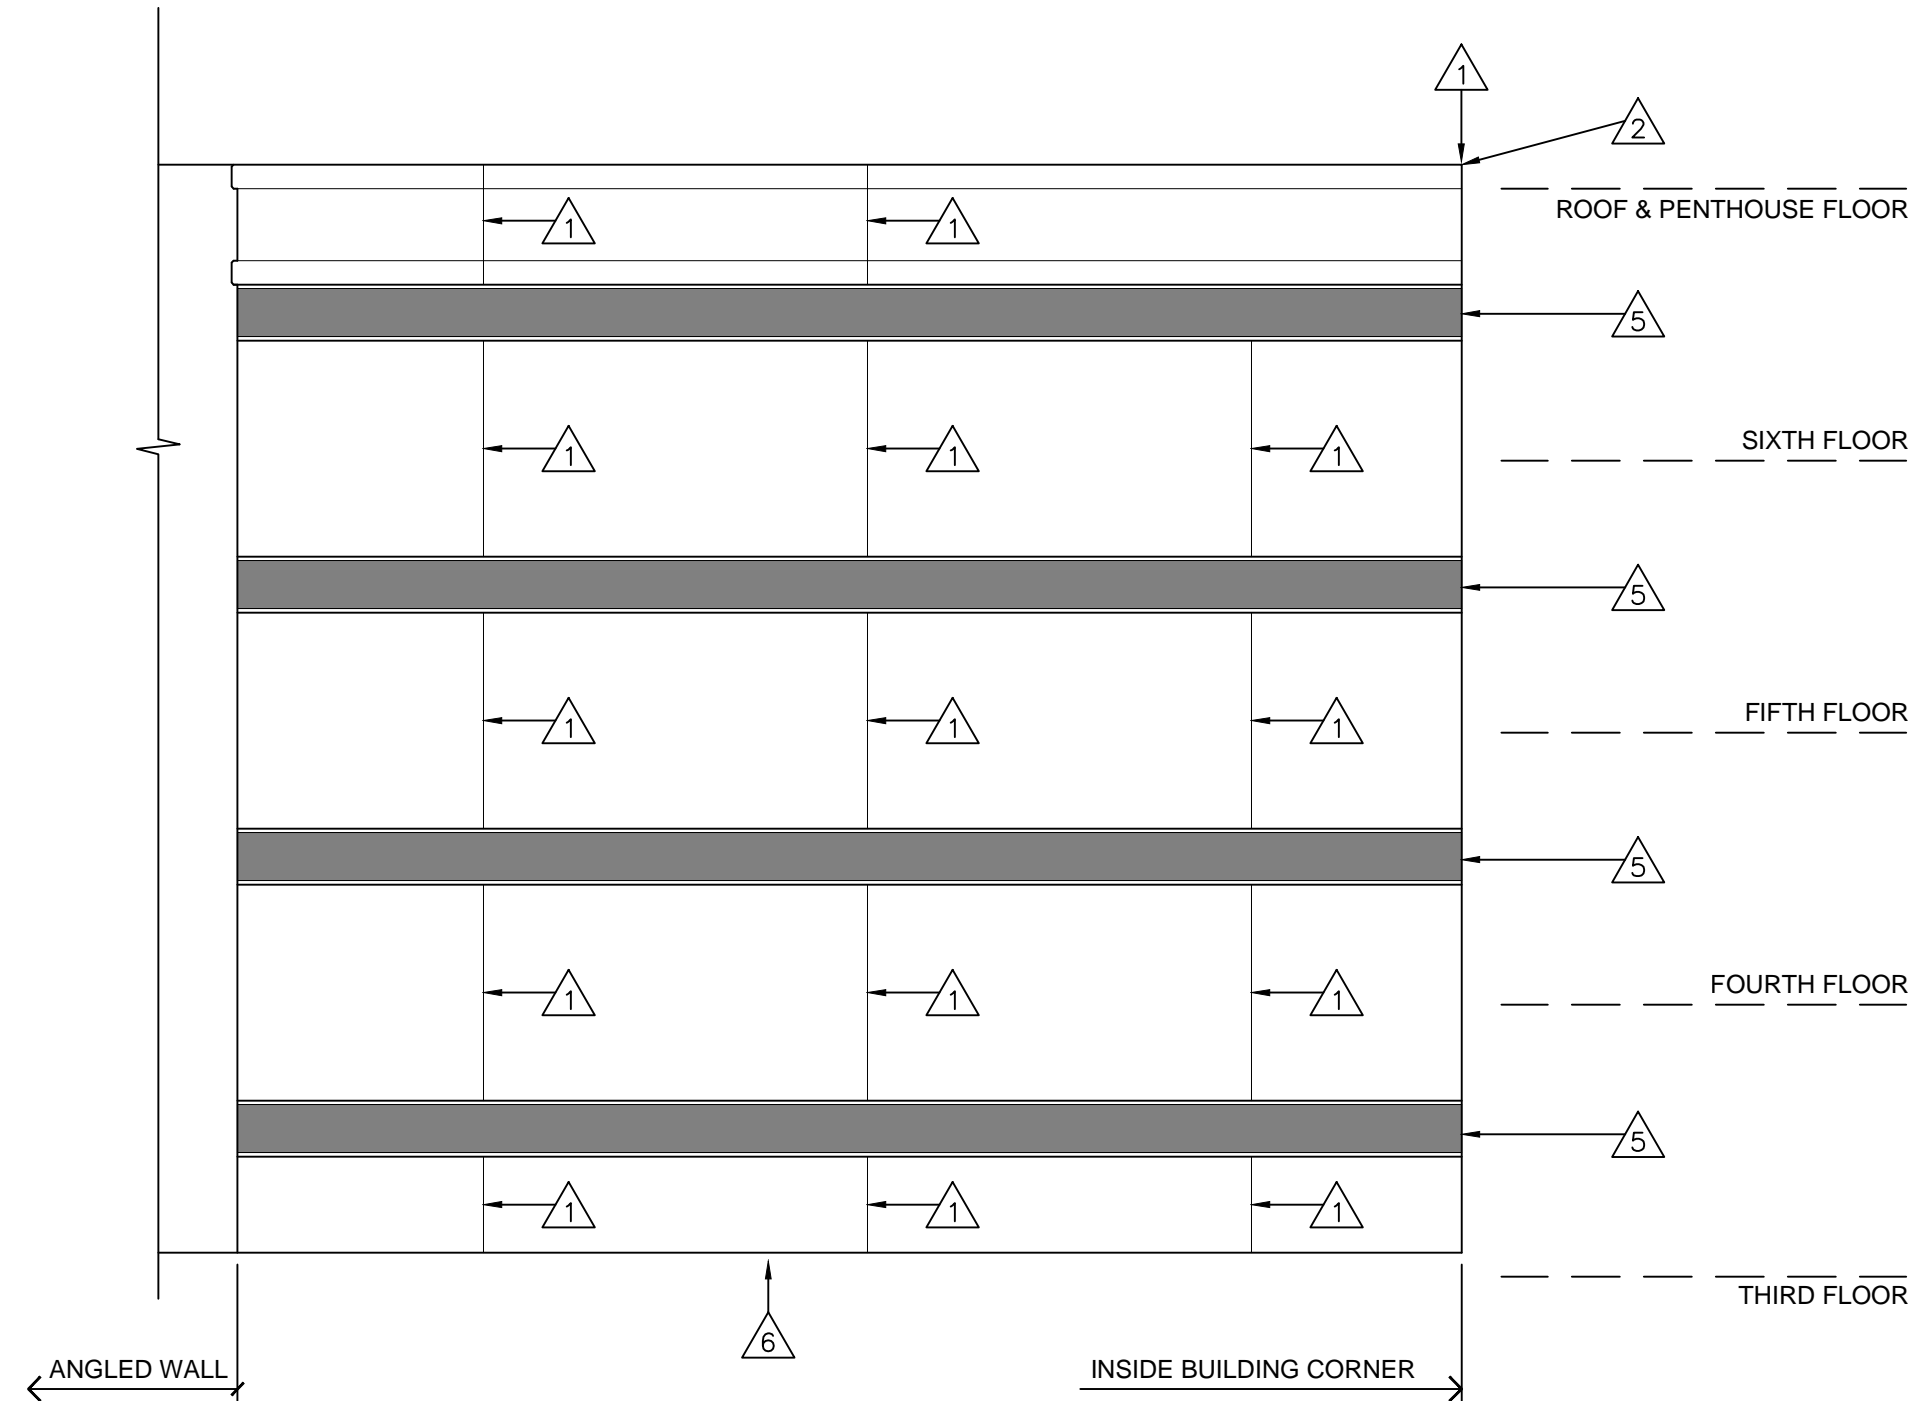 1
2
ROOF & PENTHOUSE FLOOR
1 1
5
SIXTH FLOOR
1 1 1
5
FIFTH FLOOR
1 1 1
5
FOURTH FLOOR
1 1 1
5
1 1 1
THIRD FLOOR
6
ANGLED WALL
INSIDE BUILDING CORNER